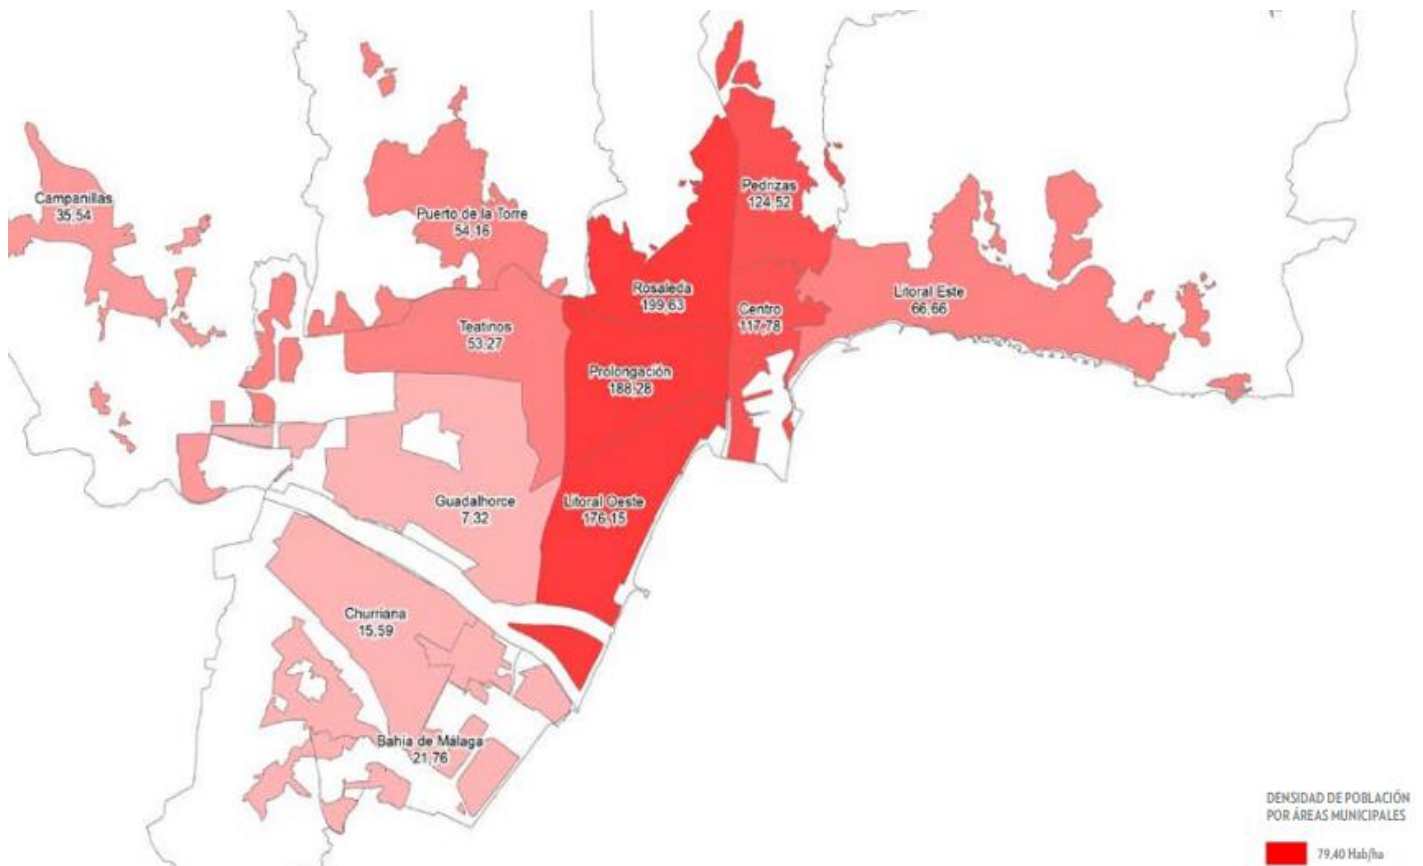 Campanillas
35,54
Puerto de la Torre
54,16
Pedrizas
124,52
Rosaleda
199,63
Centro
117,78
Litoral Este
66,66
Teatinos
53,27
Prolongación
188,28
Guadalhorce
7,32
Litoral Oeste
176,15
Churriana
15,59
Bahía de Málaga
21,76
DENSIDAD DE POBLACIÓN
POR ÁREAS MUNICIPALES
79,40 Hab/ha